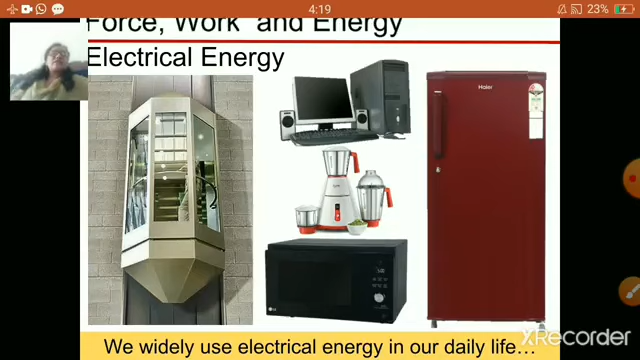 4:19
23%
Force, Work and Energy
Electrical Energy
Haier
LG
We widely use electrical energy in our daily life…
XRecorder